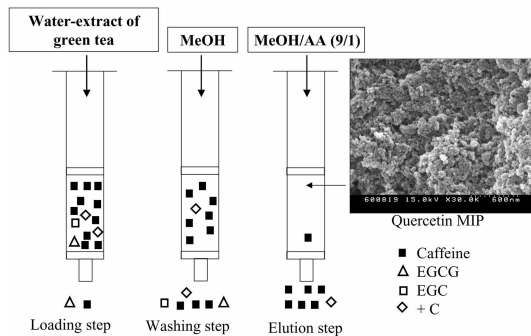 Water-extract of
green tea
MeOH
MeOH/AA (9/1)
600819 15.0kV X30.0K 600nm
Quercetin MIP
Caffeine
EGCG
EGC
+ C
Loading step
Washing step
Elution step